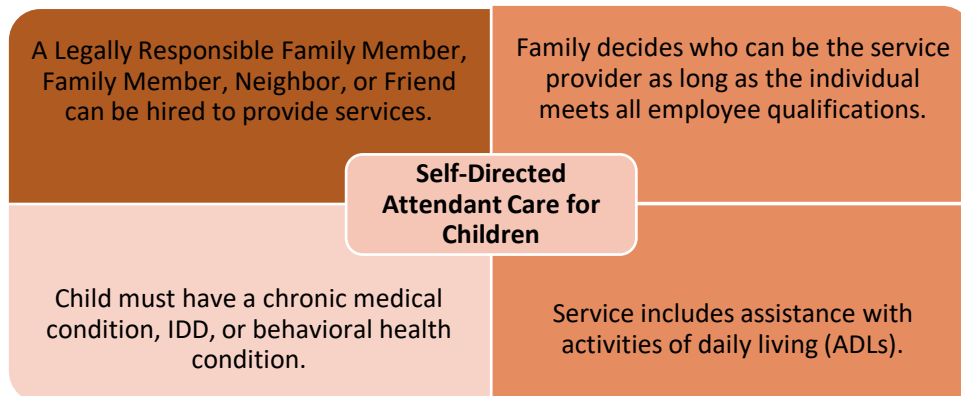 A Legally Responsible Family Member,
Family Member, Neighbor, or Friend
can be hired to provide services.
Family decides who can be the service
provider as long as the individual
meets all employee qualifications.
Self-Directed
Attendant Care for
Children
Child must have a chronic medical
condition, IDD, or behavioral health
condition.
Service includes assistance with
activities of daily living (ADLs).